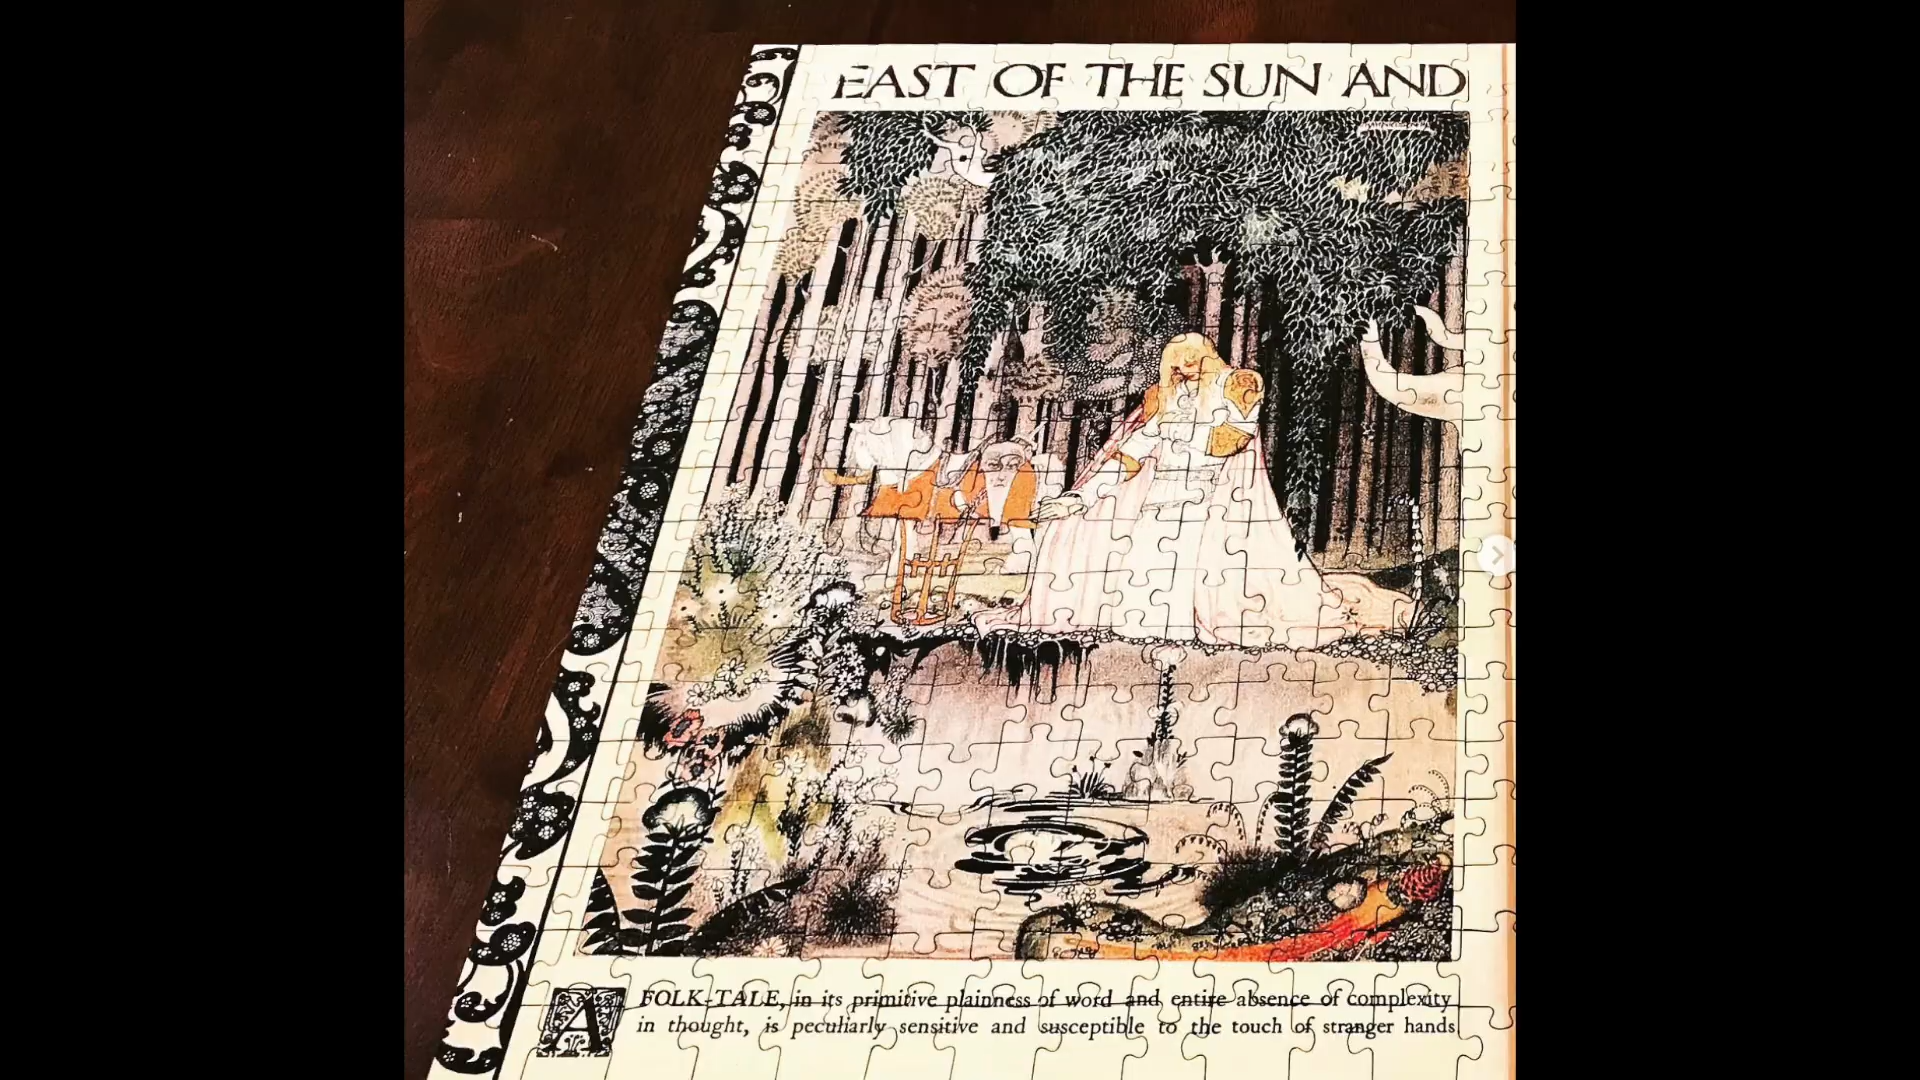 EAST OF THE SUN AND
A FOLK-TALE, in its primitive plainness of word and entire absence of complexity
in thought, is peculiarly sensitive and susceptible to the touch of stranger hands.